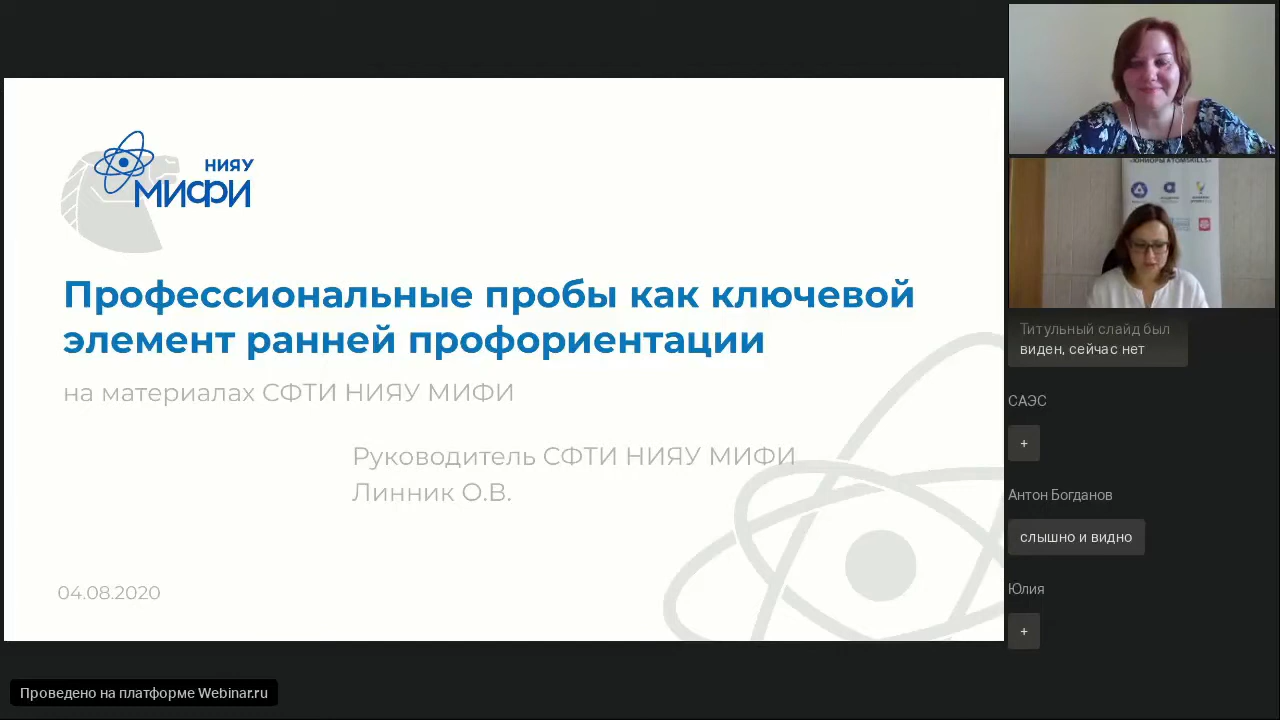 НИЯУ
МИФИ
Профессиональные пробы как ключевой
элемент ранней профориентации
на материалах СФТИ НИЯУ МИФИ
Руководитель СФТИ НИЯУ МИФИ
Линник О.В.
04.08.2020
Проведено на платформе Webinar.ru
ЮНИОРЫ ATOMSKILLS
Титульный слайд был
виден, сейчас нет
САЭС
+
Антон Богданов
слышно и видно
Юлия
+